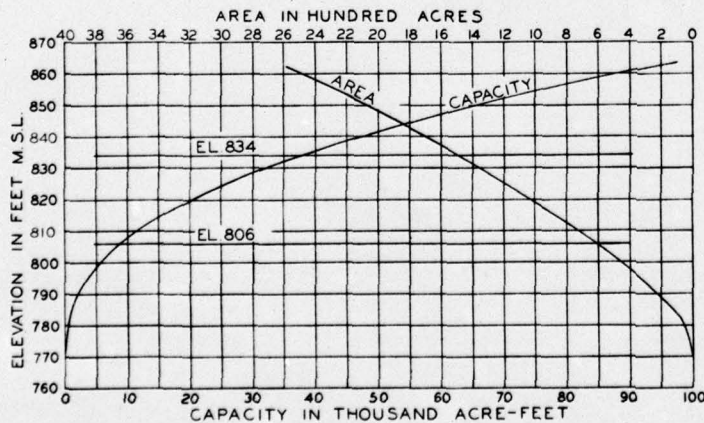 AREA IN HUNDRED ACRES
40 38 36 34 32 30 28 26 24 22 20 18 16 14 12 10 8 6 4 2 0
870
860
850
840
830
820
810
800
790
780
770
760
ELEVATION IN FEET M.S.L.
AREA
CAPACITY
EL. 834
EL. 806
0 10 20 30 40 50 60 70 80 90 100
CAPACITY IN THOUSAND ACRE-FEET